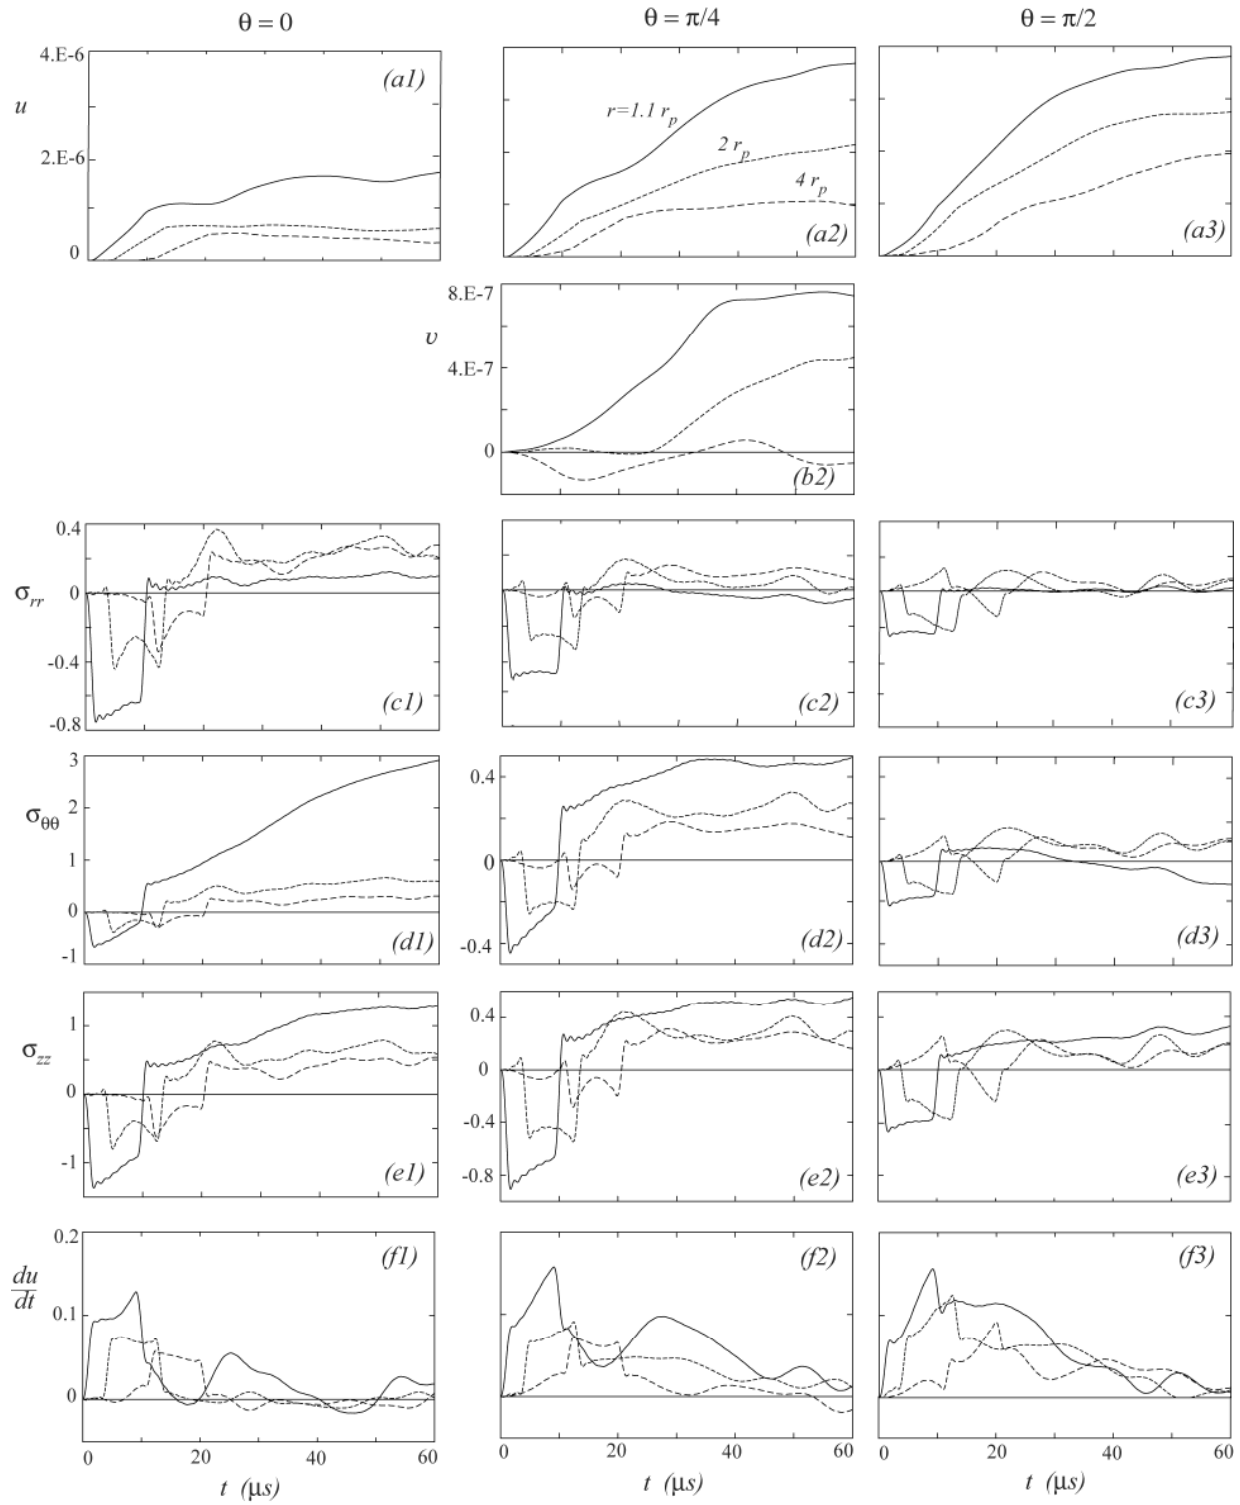 θ = 0
θ = π/4
θ = π/2
4.E-6
(a1)
u
r=1.1 r_p
2 r_p
2.E-6
4 r_p
0
(a2)
(a3)
8.E-7
v
4.E-7
0
(b2)
0.4
σ_rr
0
-0.4
-0.8
(c1)
(c2)
(c3)
3
2
σ_θθ
1
0
-1
(d1)
0.4
0
-0.4
(d2)
(d3)
1
σ_zz
0
-1
(e1)
0.4
0
-0.4
-0.8
(e2)
(e3)
0.2
(f1)
(f2)
(f3)
du
dt
0.1
0
0 20 40 60
0 20 40 60
0 20 40 60
t (μs)
t (μs)
t (μs)